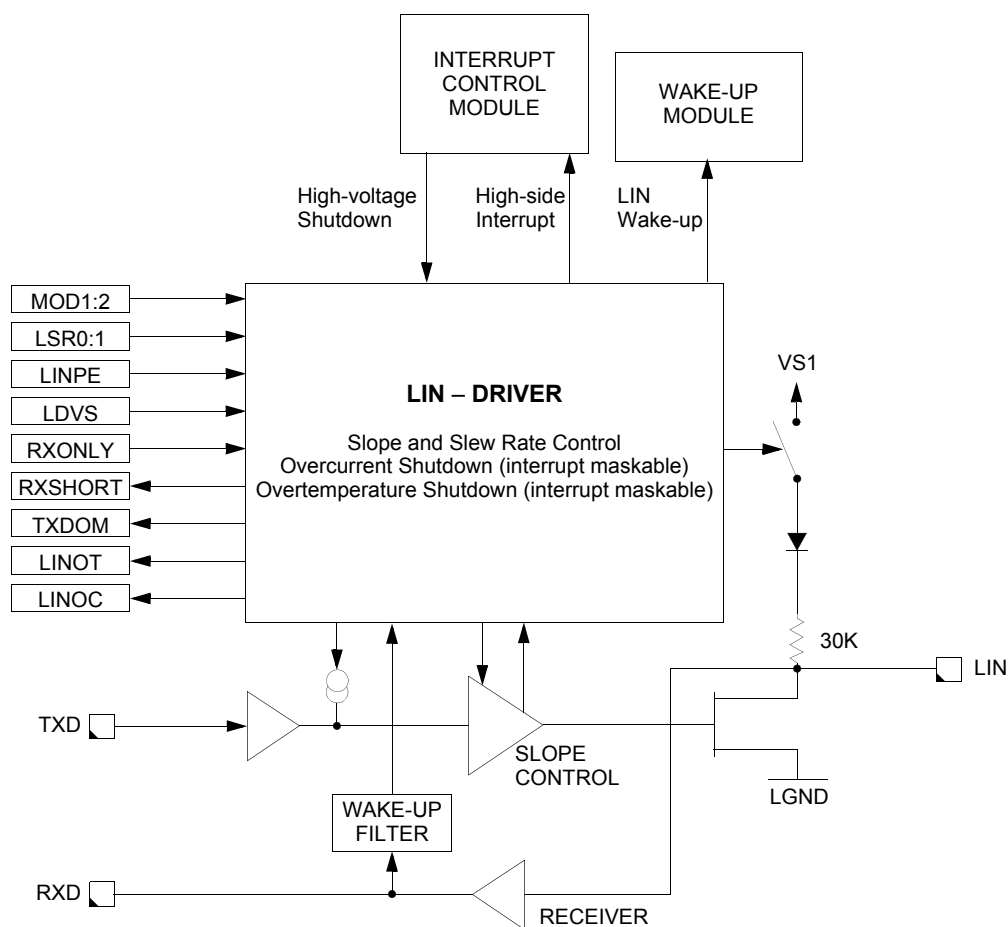 INTERRUPT
CONTROL
MODULE
WAKE-UP
MODULE
High-voltage
Shutdown
High-side
Interrupt
LIN
Wake-up
MOD1:2
LSR0:1
LINPE
LDVS
RXONLY
RXSHORT
TXDOM
LINOT
LINOC
LIN – DRIVER
Slope and Slew Rate Control
Overcurrent Shutdown (interrupt maskable)
Overtemperature Shutdown (interrupt maskable)
VS1
30K
LIN
TXD
SLOPE
CONTROL
LGND
WAKE-UP
FILTER
RXD
RECEIVER